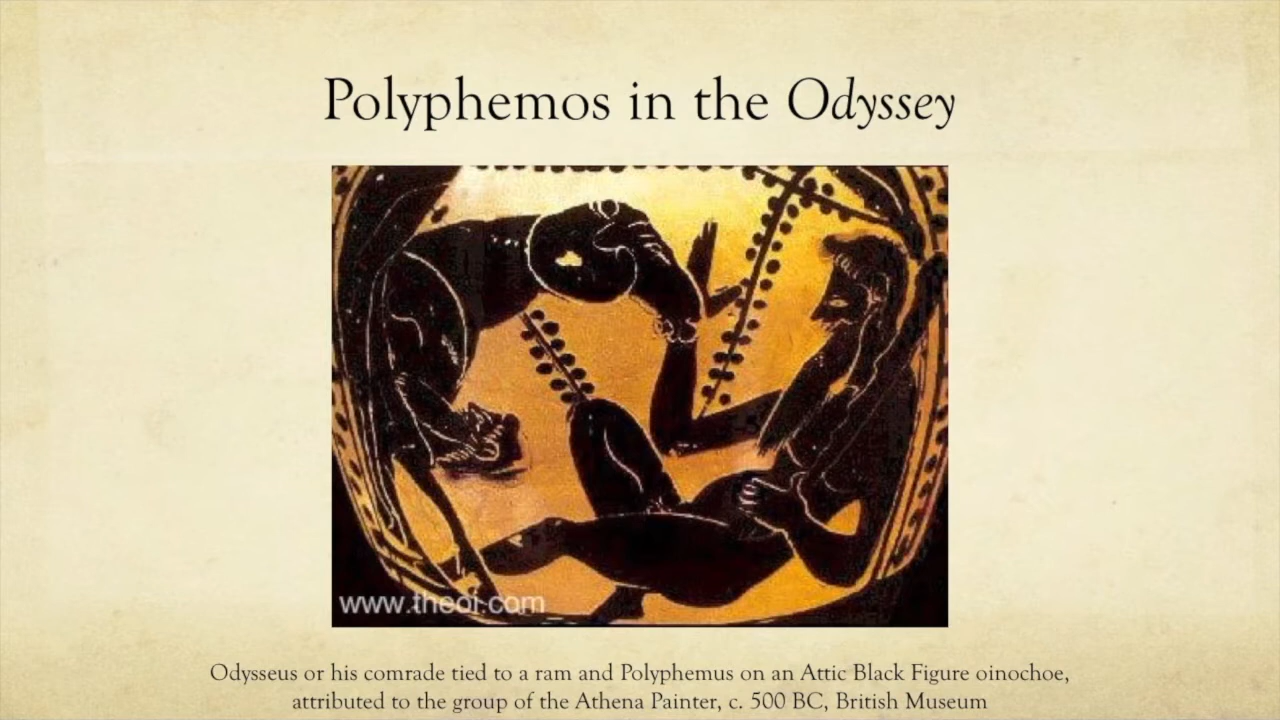 Polyphemos in the Odyssey
www.theoi.com
Odysseus or his comrade tied to a ram and Polyphemus on an Attic Black Figure oinochoe,
attributed to the group of the Athena Painter, c. 500 BC, British Museum